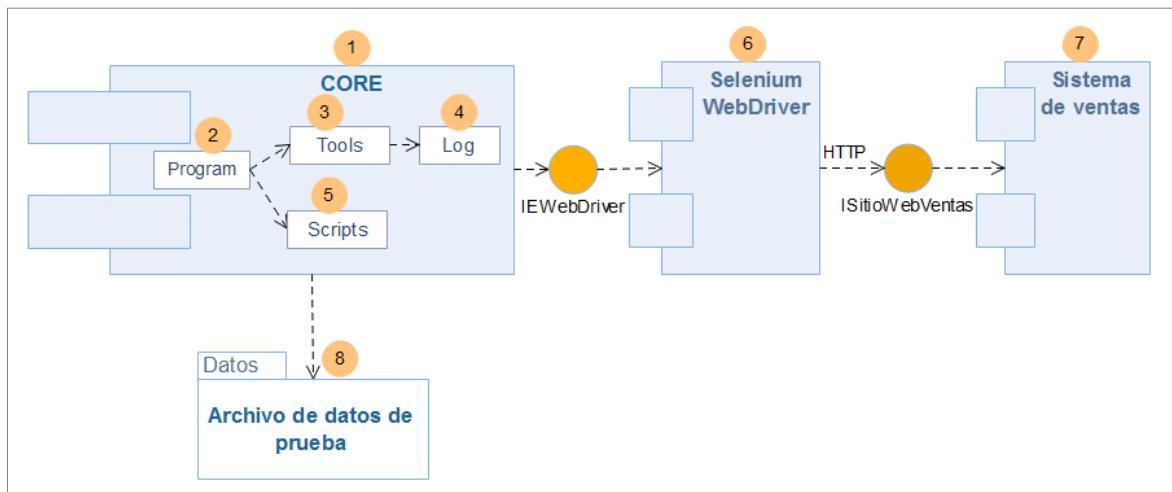 1
CORE
2
Program
3
Tools
4
Log
5
Scripts
IEWebDriver
6
Selenium
WebDriver
HTTP
ISitioWebVentas
7
Sistema
de ventas
8
Datos
Archivo de datos de
prueba